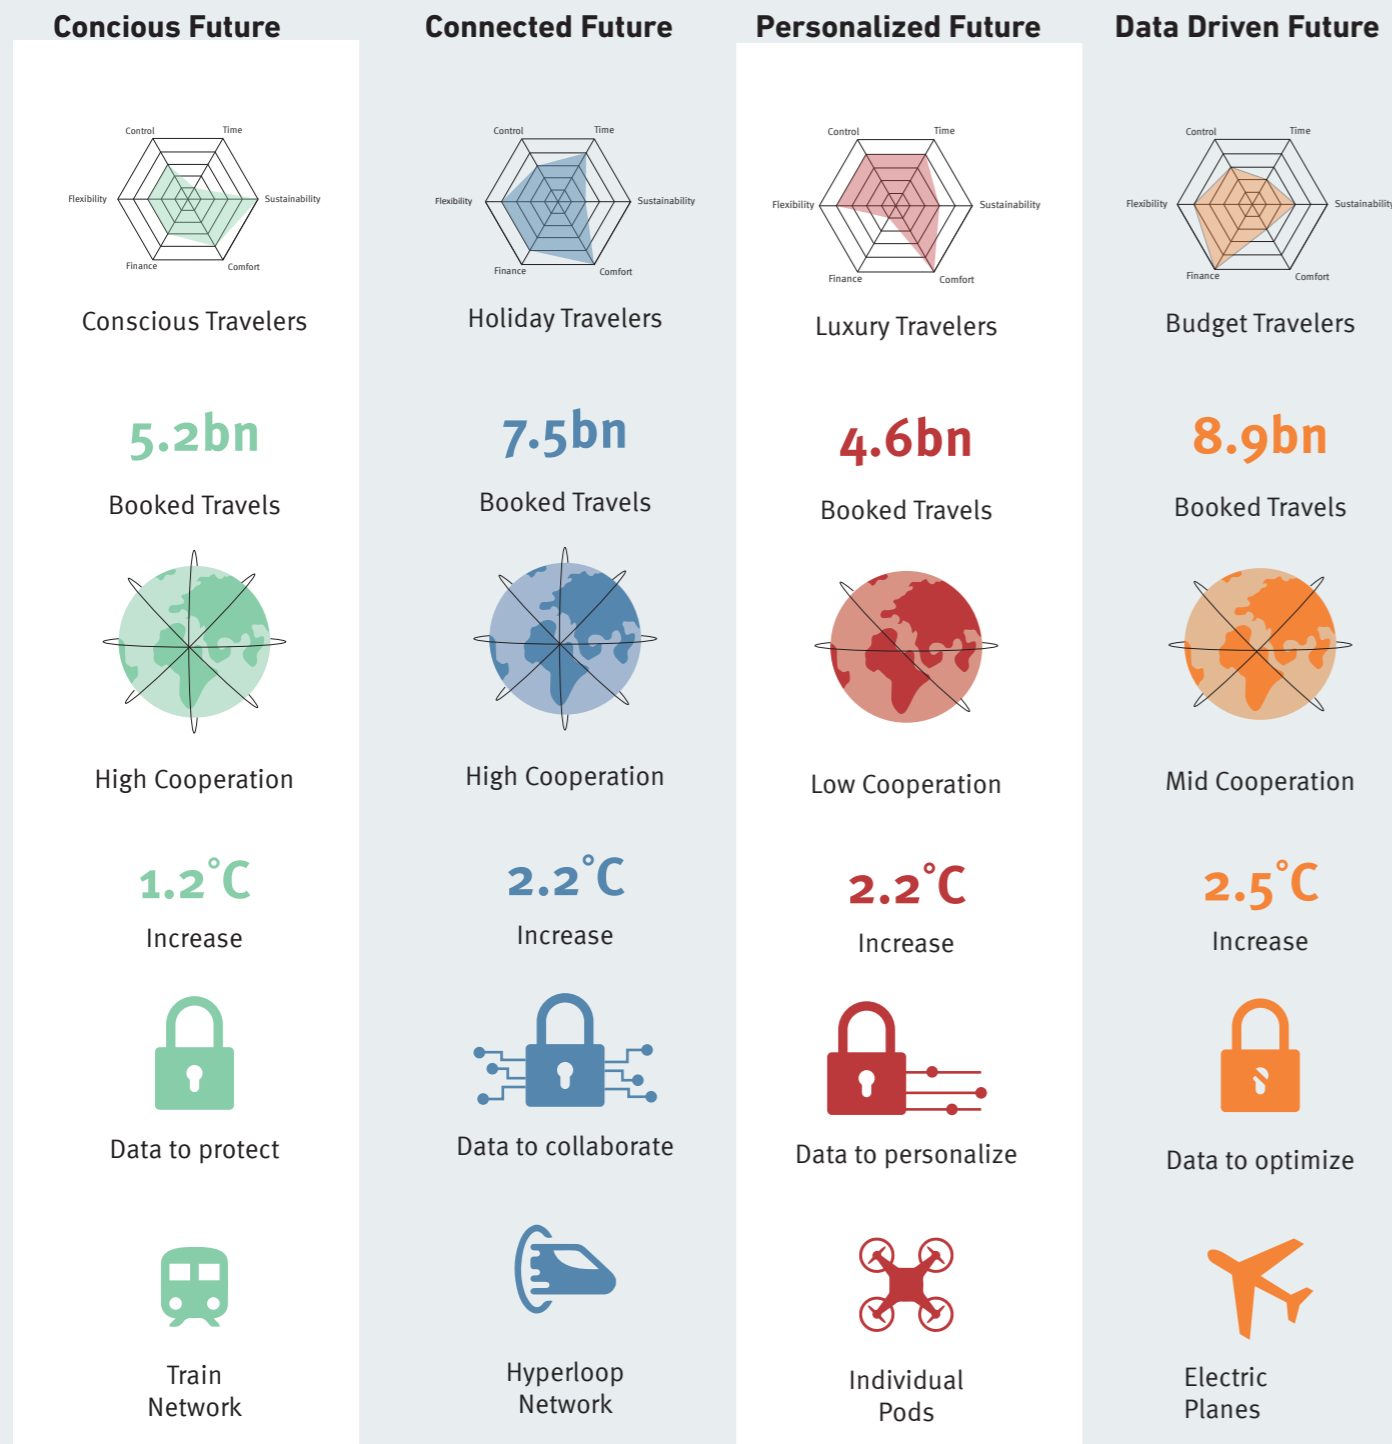 Concious Future
Control
Time
Flexibility
Sustainability
Finance
Comfort
Conscious Travelers
5.2bn
Booked Travels
High Cooperation
1.2°C
Increase
Data to protect
Train
Network
Connected Future
Control
Time
Flexibility
Sustainability
Finance
Comfort
Holiday Travelers
7.5bn
Booked Travels
High Cooperation
2.2°C
Increase
Data to collaborate
Hyperloop
Network
Personalized Future
Control
Time
Flexibility
Sustainability
Finance
Comfort
Luxury Travelers
4.6bn
Booked Travels
Low Cooperation
2.2°C
Increase
Data to personalize
Individual
Pods
Data Driven Future
Control
Time
Flexibility
Sustainability
Finance
Comfort
Budget Travelers
8.9bn
Booked Travels
Mid Cooperation
2.5°C
Increase
Data to optimize
Electric
Planes